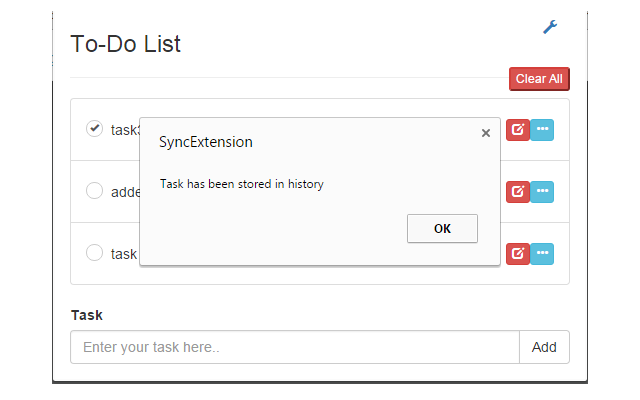 To-Do List
Clear All
task3
SyncExtension
Task has been stored in history
OK
adde
task
Task
Enter your task here..
Add